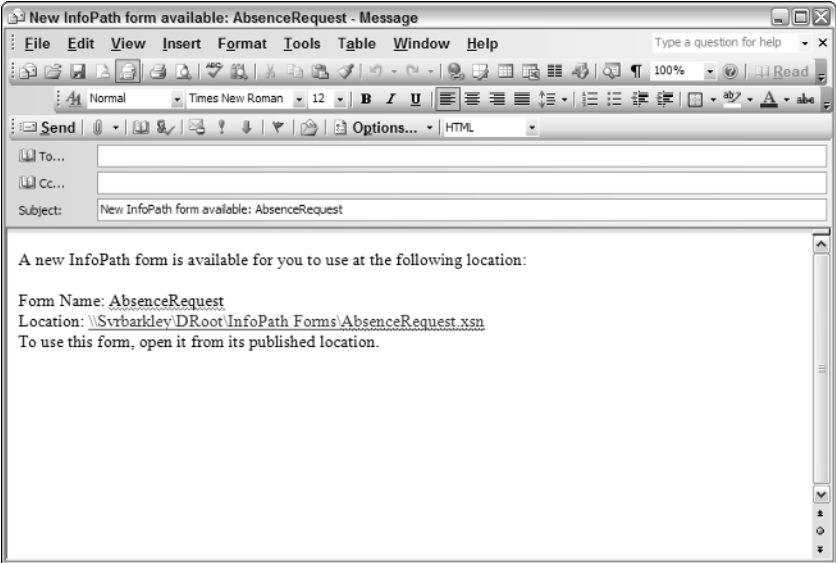 New InfoPath form available: AbsenceRequest - Message
File Edit View Insert Format Tools Table Window Help Type a question for help
100% Read
Normal Times New Roman 12 B I U A abc
Send Options... HTML
To...
Cc...
Subject: New InfoPath form available: AbsenceRequest
A new InfoPath form is available for you to use at the following location:
Form Name: AbsenceRequest
Location: \\Svrbarkley\DRoot\InfoPath Forms\AbsenceRequest.xsn
To use this form, open it from its published location.